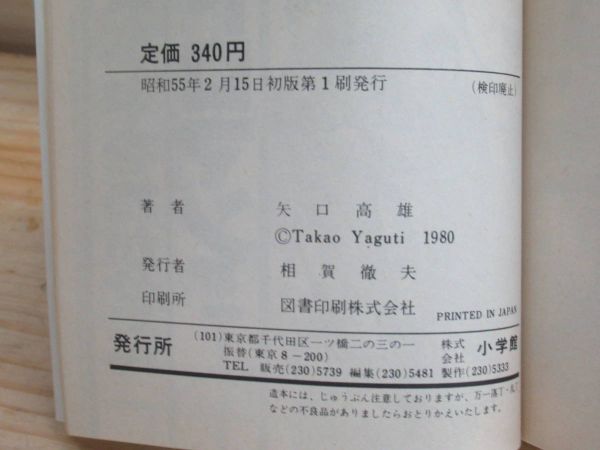 定価 340円
昭和55年2月15日初版第1刷発行 (検印廃止)
著者 矢口高雄
©Takao Yaguti 1980
発行者 相賀徹夫
印刷所 図書印刷株式会社 PRINTED IN JAPAN
発行所 (101)東京都千代田区一ツ橋二の三の一 株式会社 小学館
振替(東京8-200)
TEL 販売(230)5739 編集(230)5481 製作(230)5333
造本には、じゅうぶん注意しておりますが、万一落丁・乱丁
などの不良品がありましたらおとりかえいたします。